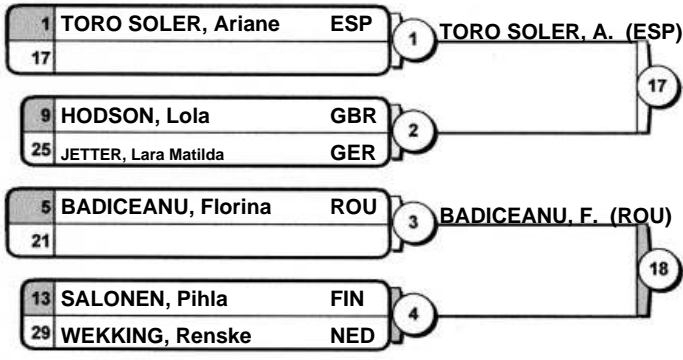 1 TORO SOLER, Ariane ESP
17
1
TORO SOLER, A. (ESP)
17
9 HODSON, Lola GBR
25 JETTER, Lara Matilda GER
2
5 BADICEANU, Florina ROU
21
3
BADICEANU, F. (ROU)
18
13 SALONEN, Pihla FIN
29 WEKKING, Renske NED
4